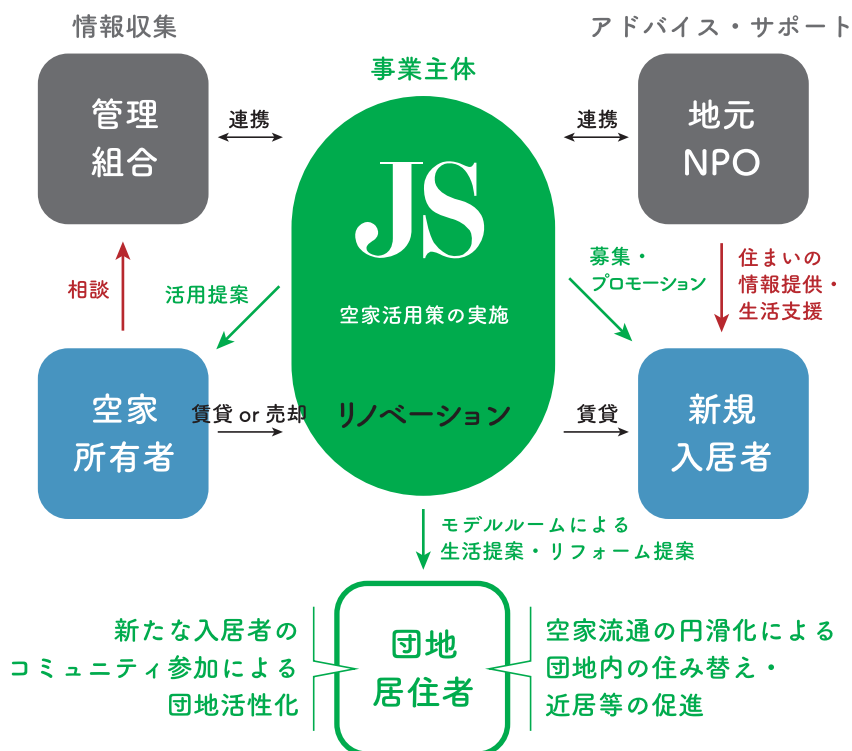 情報収集
アドバイス・サポート
事業主体
管理
組合
連携
JS
連携
地元
NPO
相談
活用提案
空家活用策の実施
募集・
プロモーション
住まいの
情報提供・
生活支援
空家
所有者
賃貸 or 売却
リノベーション
賃貸
新規
入居者
モデルルームによる
生活提案・リフォーム提案
新たな入居者の
コミュニティ参加による
団地活性化
団地
居住者
空家流通の円滑化による
団地内の住み替え・
近居等の促進